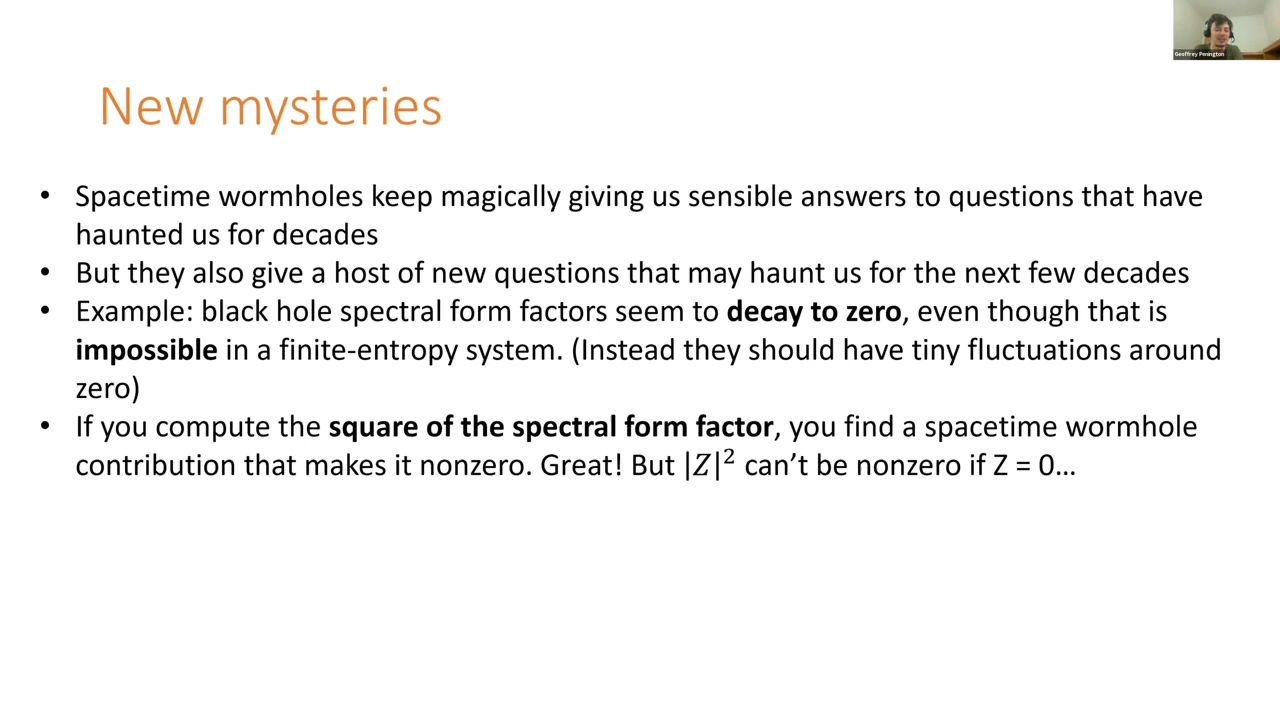 Geoffrey Penington
New mysteries
• Spacetime wormholes keep magically giving us sensible answers to questions that have
haunted us for decades
• But they also give a host of new questions that may haunt us for the next few decades
• Example: black hole spectral form factors seem to decay to zero, even though that is
impossible in a finite-entropy system. (Instead they should have tiny fluctuations around
zero)
• If you compute the square of the spectral form factor, you find a spacetime wormhole
contribution that makes it nonzero. Great! But |Z|² can’t be nonzero if Z = 0…